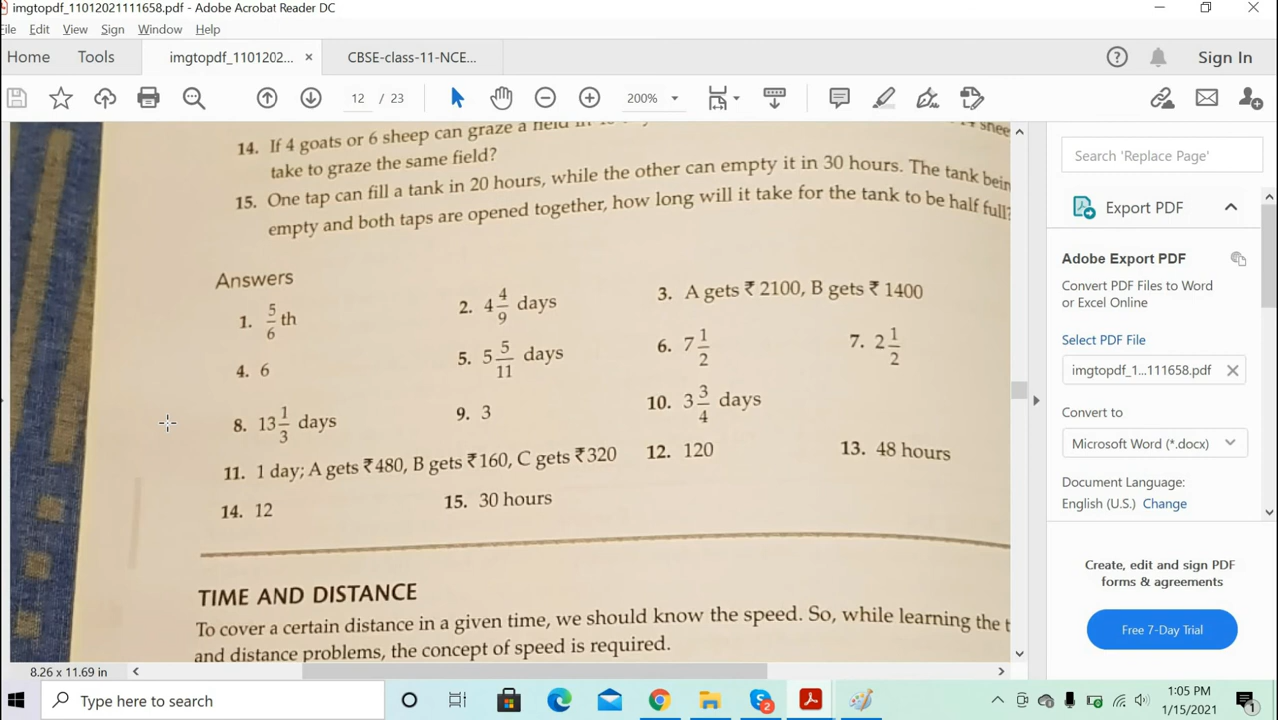 imgtopdf_11012021111658.pdf - Adobe Acrobat Reader DC
File Edit View Sign Window Help
Home Tools imgtopdf_1101202... × CBSE-class-11-NCE... Sign In
12 / 23 200%
14. If 4 goats or 6 sheep can graze a field in
take to graze the same field?
15. One tap can fill a tank in 20 hours, while the other can empty it in 30 hours. The tank bein
empty and both taps are opened together, how long will it take for the tank to be half full?
Answers
1. 5/6 th 2. 4 4/9 days 3. A gets ₹ 2100, B gets ₹ 1400
4. 6 5. 5 5/11 days 6. 7 1/2 7. 2 1/2
8. 13 1/3 days 9. 3 10. 3 3/4 days
11. 1 day; A gets ₹ 480, B gets ₹ 160, C gets ₹ 320 12. 120 13. 48 hours
14. 12 15. 30 hours
TIME AND DISTANCE
To cover a certain distance in a given time, we should know the speed. So, while learning the t
and distance problems, the concept of speed is required.
8.26 x 11.69 in
Search 'Replace Page'
Export PDF
Adobe Export PDF
Convert PDF Files to Word
or Excel Online
Select PDF File
imgtopdf_1...111658.pdf
Convert to
Microsoft Word (*.docx)
Document Language:
English (U.S.) Change
Create, edit and sign PDF
forms & agreements
Free 7-Day Trial
Type here to search
2
1:05 PM
1/15/2021
1